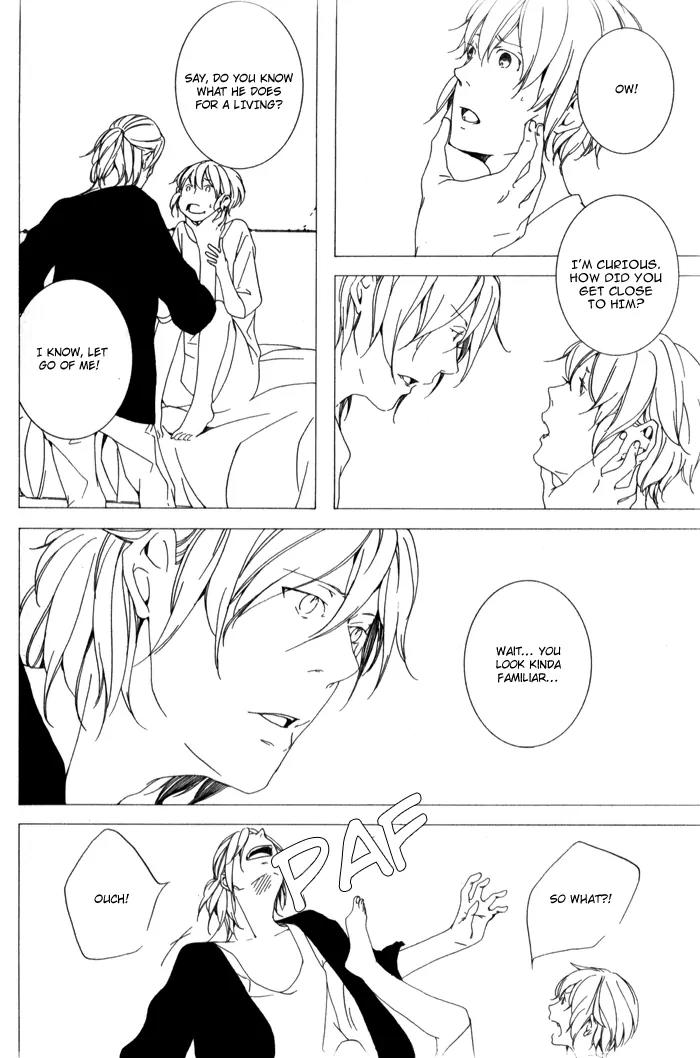 OW!
I'M CURIOUS.
HOW DID YOU
GET CLOSE
TO HIM?
SAY, DO YOU KNOW
WHAT HE DOES
FOR A LIVING?
I KNOW, LET
GO OF ME!
WAIT... YOU
LOOK KINDA
FAMILIAR...
SO WHAT?!
PAF
OUCH!